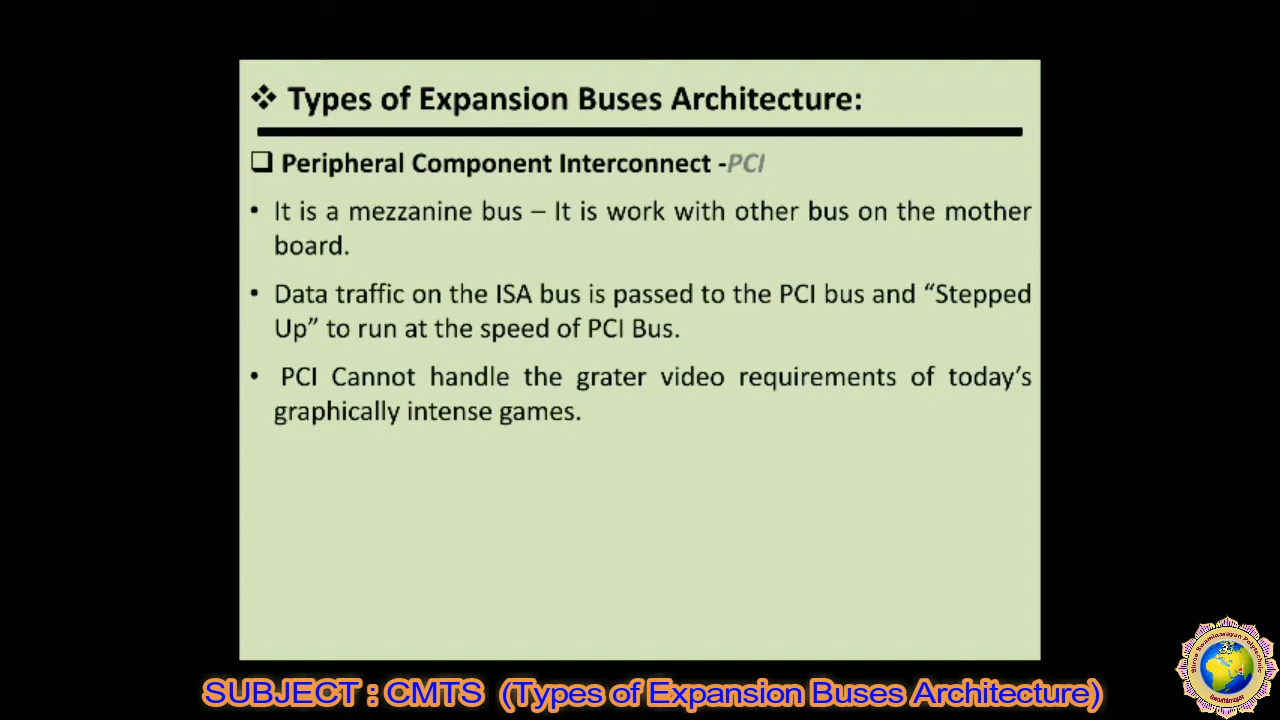 ❖ Types of Expansion Buses Architecture:
❑ Peripheral Component Interconnect -PCI
• It is a mezzanine bus – It is work with other bus on the mother
board.
• Data traffic on the ISA bus is passed to the PCI bus and “Stepped
Up” to run at the speed of PCI Bus.
• PCI Cannot handle the grater video requirements of today’s
graphically intense games.
SUBJECT : CMTS (Types of Expansion Buses Architecture)